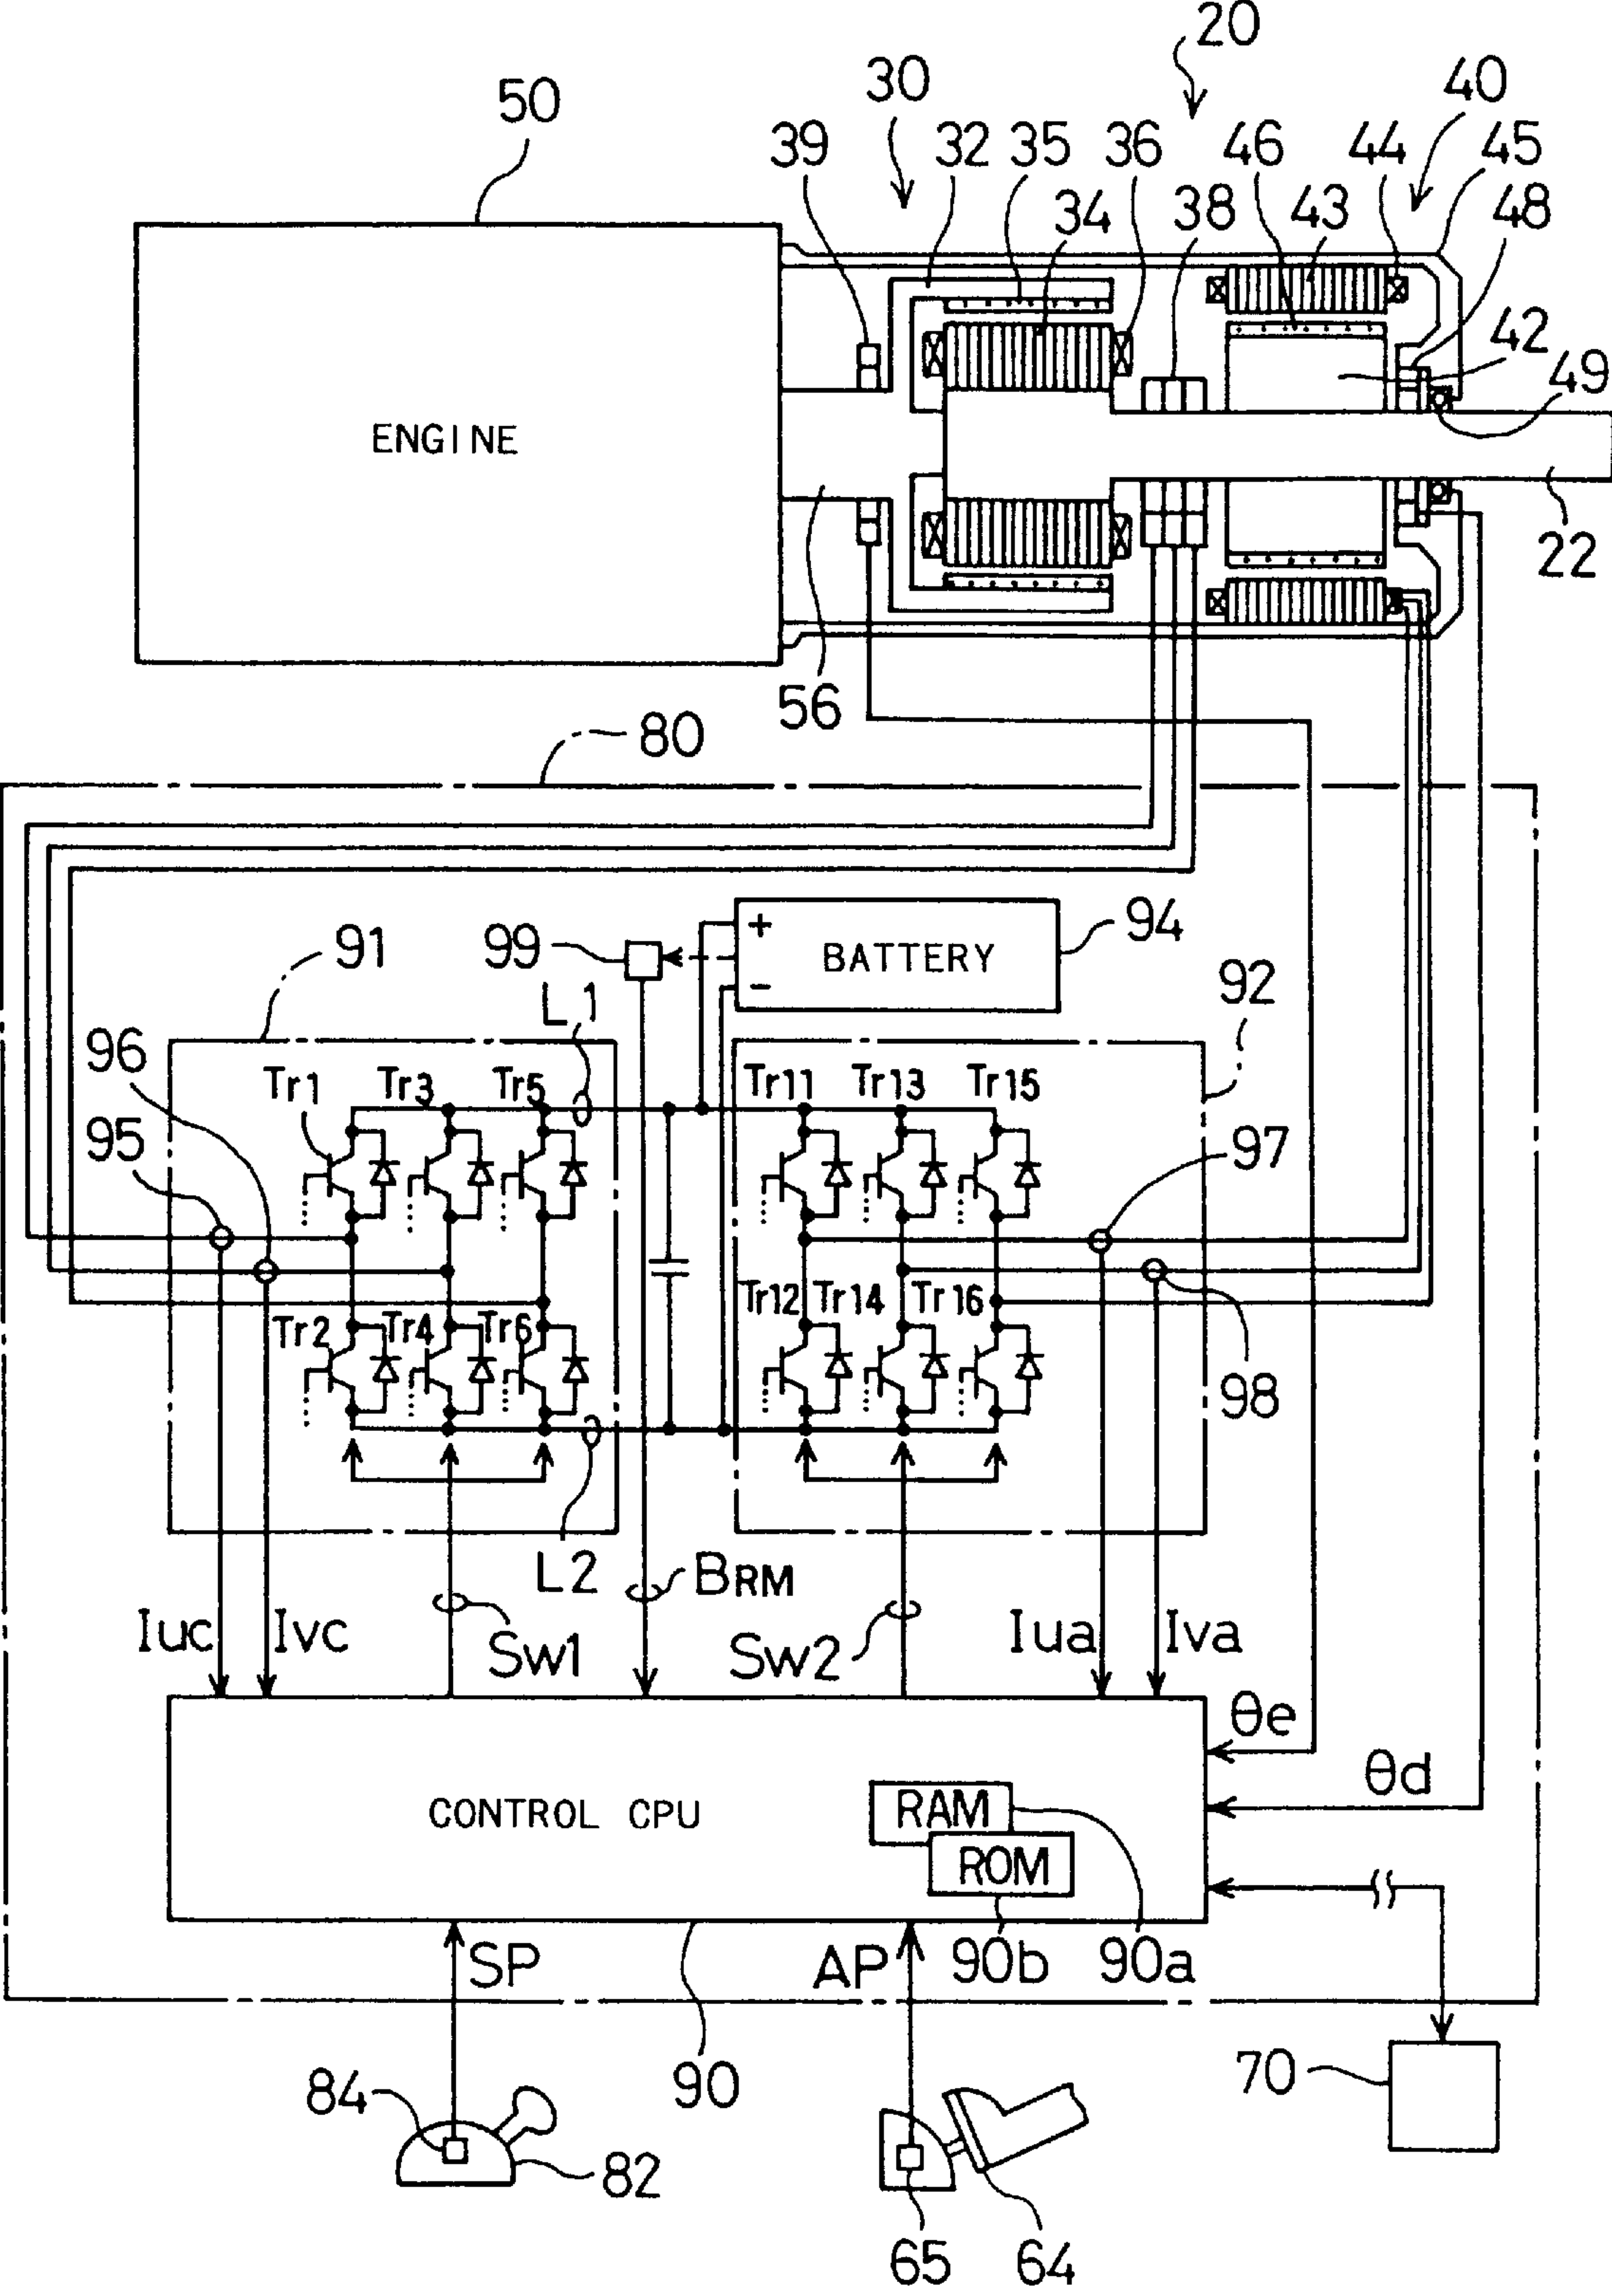 20
50
30
40
39
32
35
36
46
44
45
34
38
43
48
42
49
ENGINE
22
56
80
91
99
+
BATTERY
-
94
92
96
L1
Tr1
Tr3
Tr5
Tr11
Tr13
Tr15
95
97
Tr2
Tr4
Tr6
Tr12
Tr14
Tr16
98
L2
BRM
Iuc
Ivc
Sw1
Sw2
Iua
Iva
θe
θd
CONTROL CPU
RAM
ROM
SP
AP
90b
90a
84
90
70
82
65
64